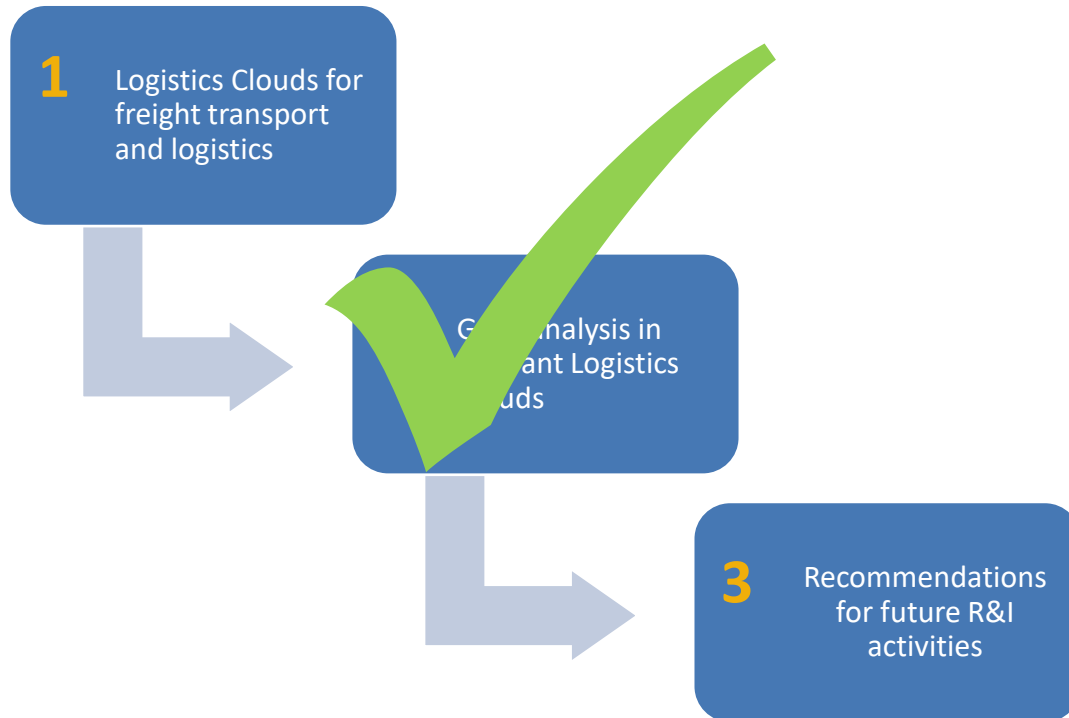 1
Logistics Clouds for
freight transport
and logistics
in
Logistics
3
Recommendations
for future R&I
activities